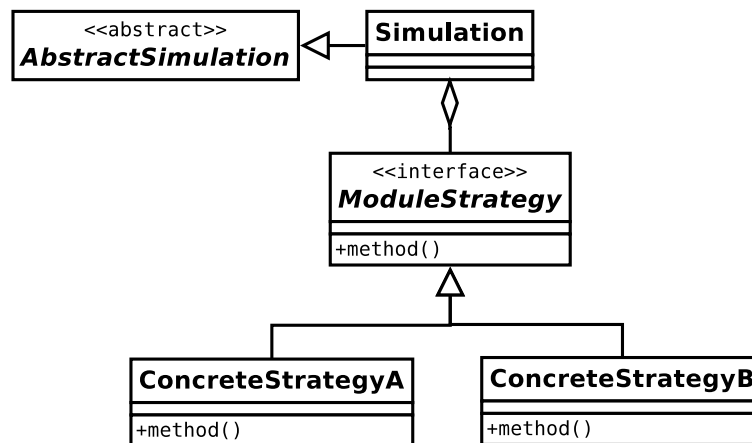 <<abstract>>
AbstractSimulation
Simulation
<<interface>>
ModuleStrategy
+method()
ConcreteStrategyA
+method()
ConcreteStrategyB
+method()